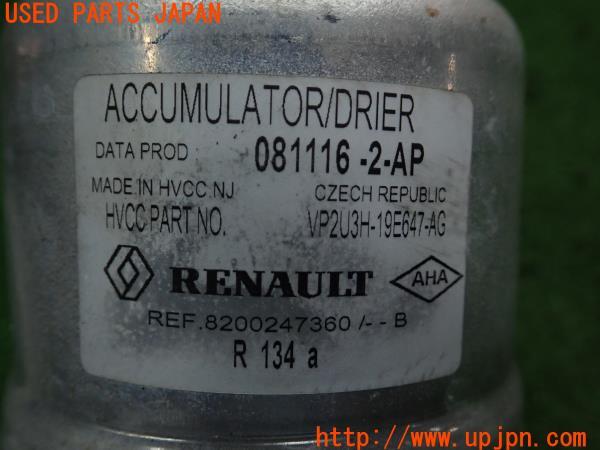 USED PARTS JAPAN
ACCUMULATOR/DRIER
DATA PROD 081116 -2-AP
MADE IN HVCC NJ CZECH REPUBLIC
HVCC PART NO. VP2U3H-19E647-AG
RENAULT AHA
REF.8200247360 /-- B
R 134 a
http://www.upjpn.com/